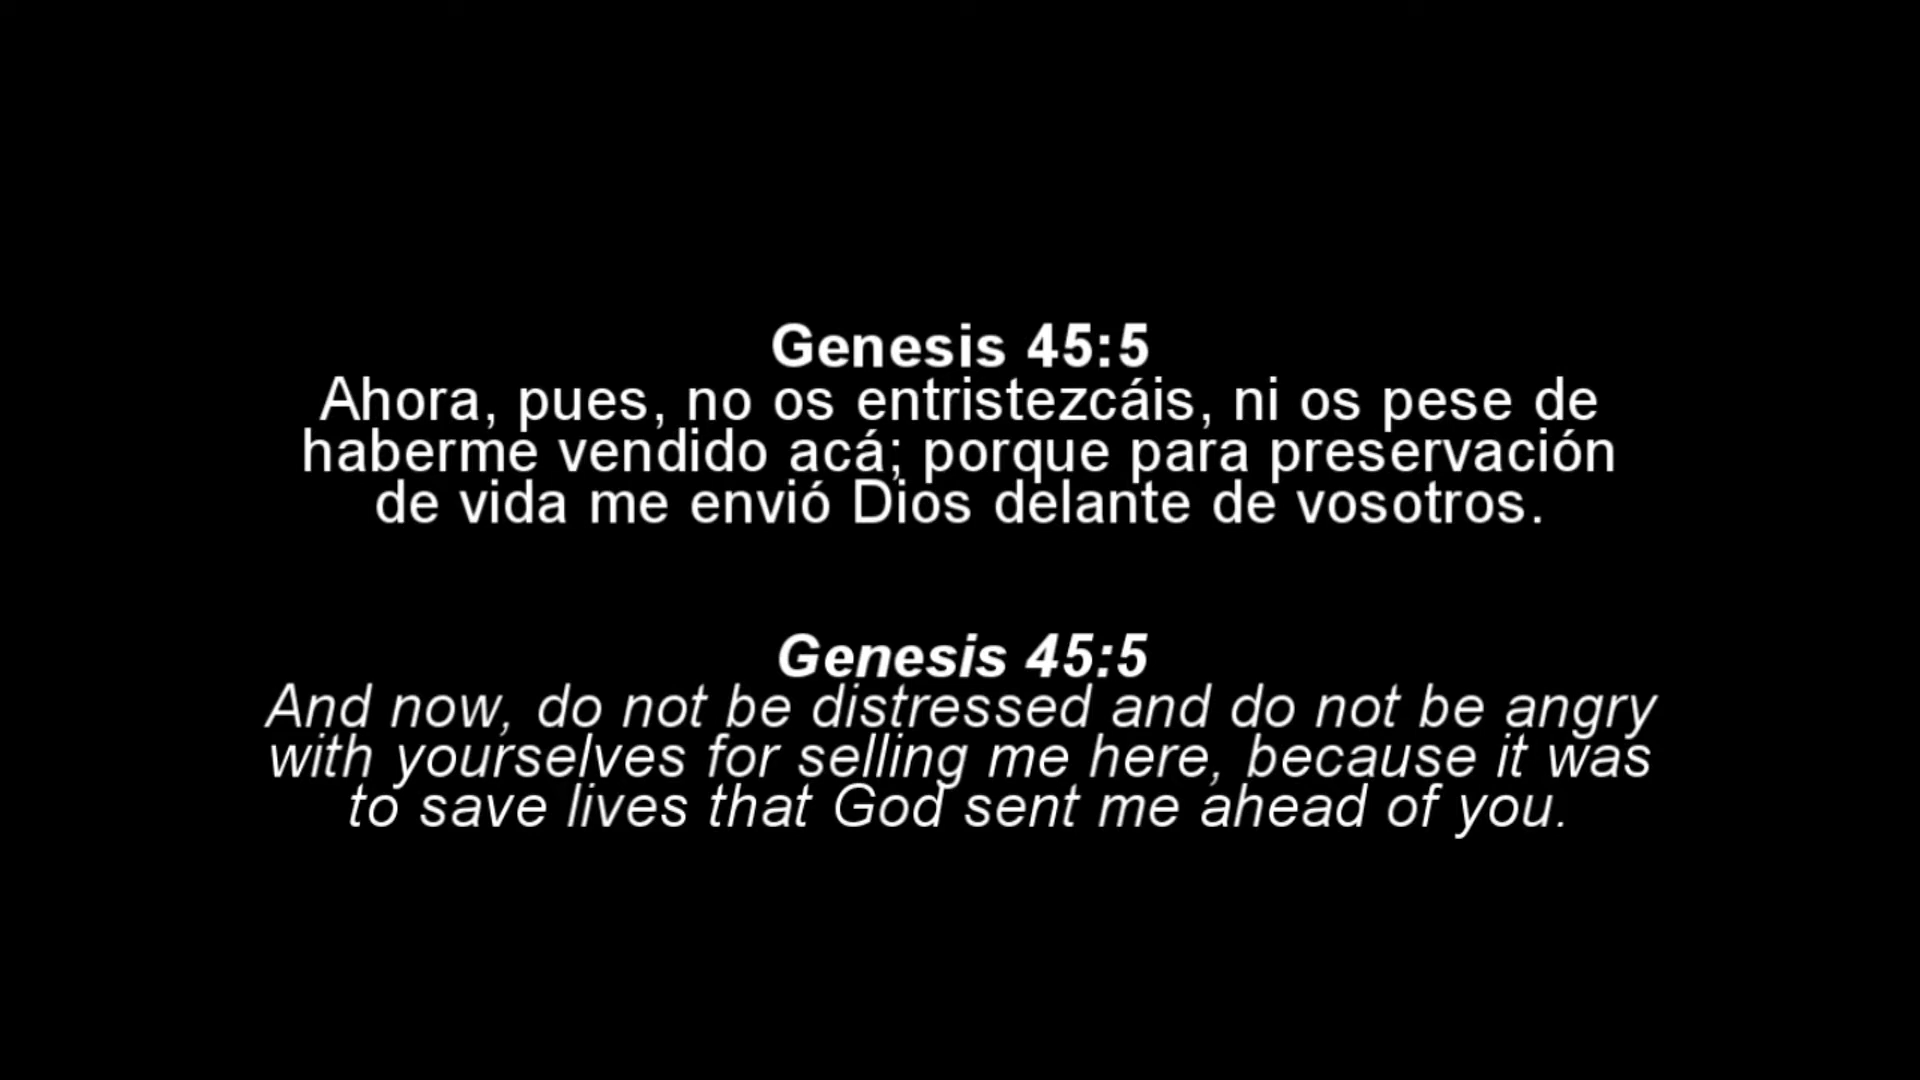 Genesis 45:5
Ahora, pues, no os entristezcáis, ni os pese de
haberme vendido acá; porque para preservación
de vida me envió Dios delante de vosotros.
Genesis 45:5
And now, do not be distressed and do not be angry
with yourselves for selling me here, because it was
to save lives that God sent me ahead of you.